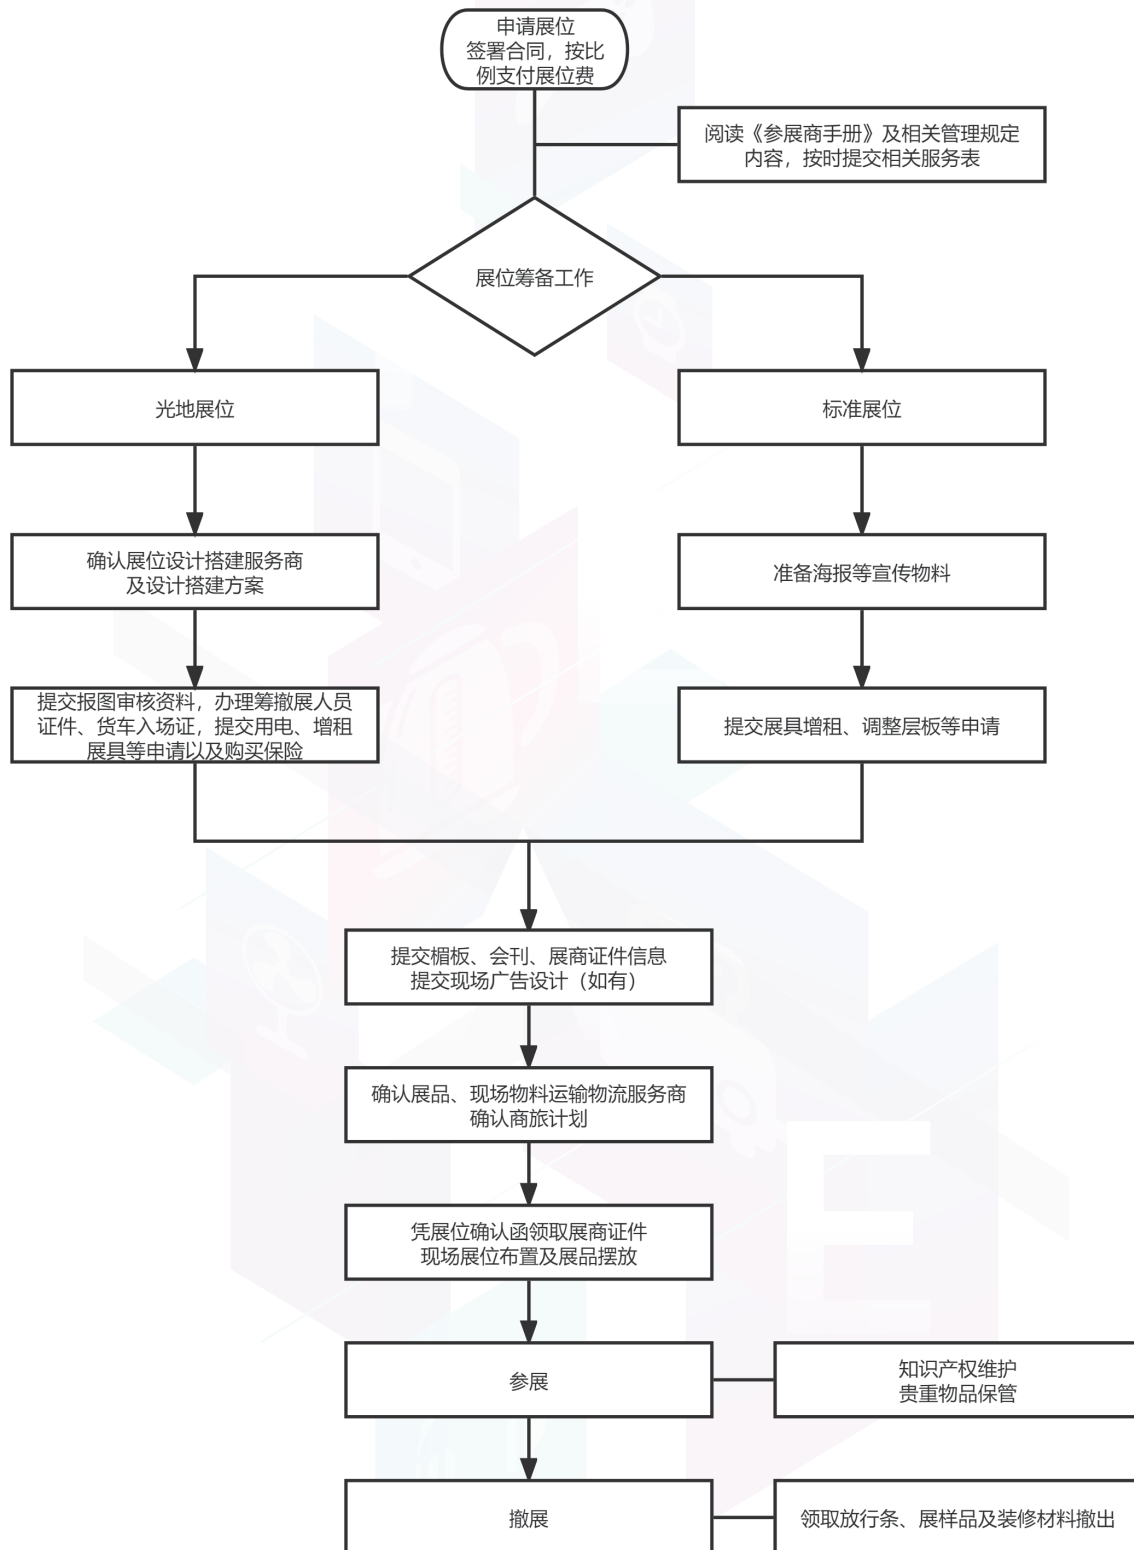 申请展位
签署合同，按比
例支付展位费
阅读《参展商手册》及相关管理规定
内容，按时提交相关服务表
展位筹备工作
光地展位
标准展位
确认展位设计搭建服务商
及设计搭建方案
准备海报等宣传物料
提交报图审核资料，办理筹撤展人员
证件、货车入场证，提交用电、增租
展具等申请以及购买保险
提交展具增租、调整层板等申请
提交楣板、会刊、展商证件信息
提交现场广告设计（如有）
确认展品、现场物料运输物流服务商
确认商旅计划
凭展位确认函领取展商证件
现场展位布置及展品摆放
参展
知识产权维护
贵重物品保管
撤展
领取放行条、展样品及装修材料撤出